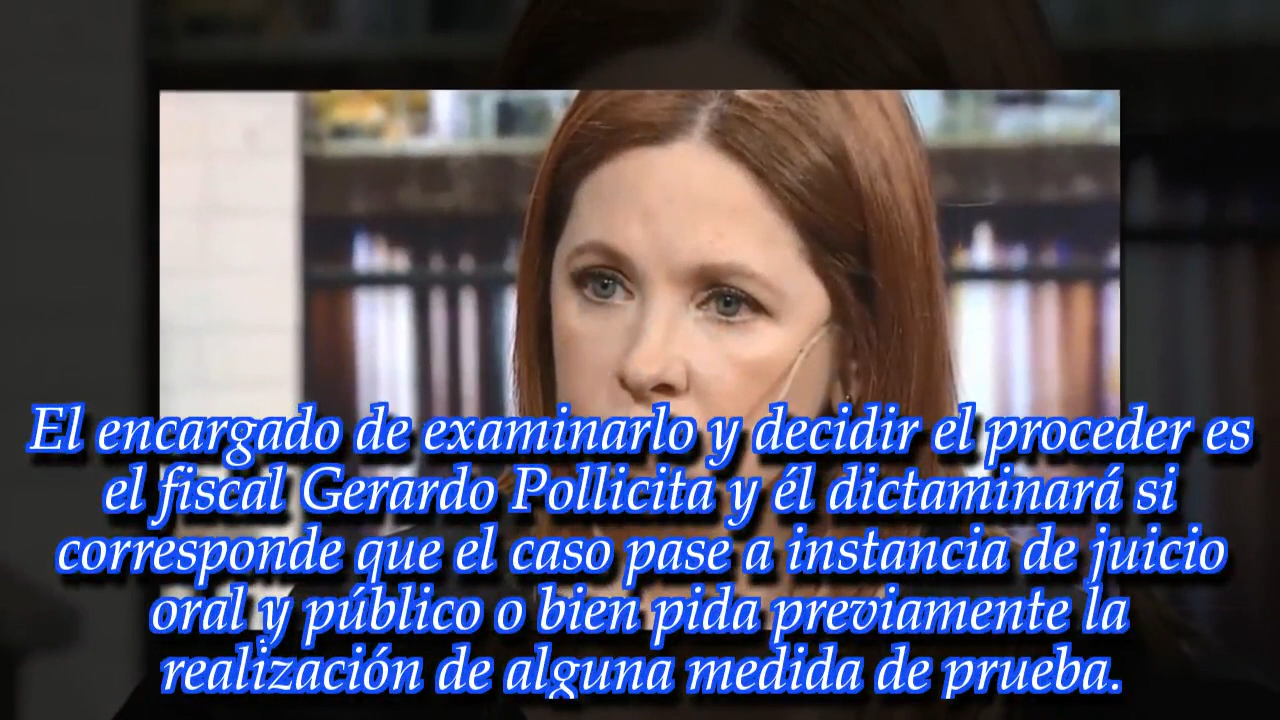 El encargado de examinarlo y decidir el proceder es
el fiscal Gerardo Pollicita y él dictaminará si
corresponde que el caso pase a instancia de juicio
oral y público o bien pida previamente la
realización de alguna medida de prueba.